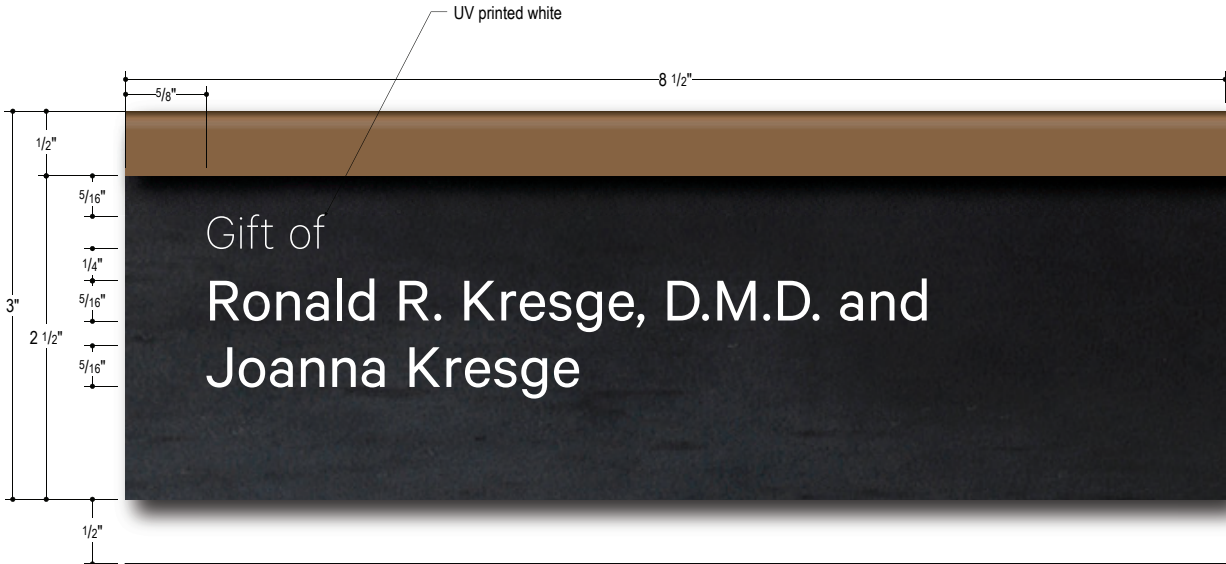 UV printed white
8 1/2"
5/8"
1/2"
5/16"
Gift of
1/4"
Ronald R. Kresge, D.M.D. and
5/16"
3"
2 1/2"
Joanna Kresge
5/16"
1/2"